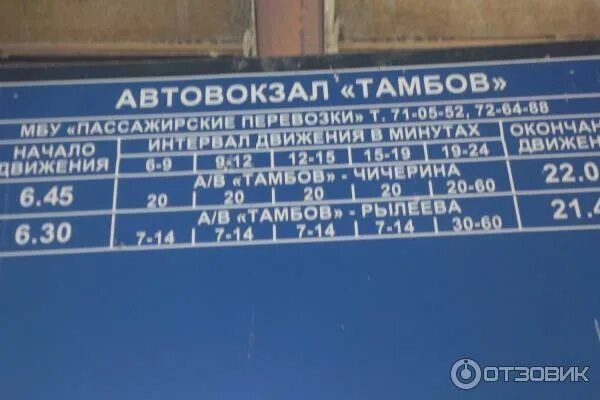 АВТОВОКЗАЛ «ТАМБОВ»
МБУ «ПАССАЖИРСКИЕ ПЕРЕВОЗКИ» Т. 71-05-52, 72-64-88
НАЧАЛО ДВИЖЕНИЯ
ИНТЕРВАЛ ДВИЖЕНИЯ В МИНУТАХ
6-9 9-12 12-15 15-19 19-24
ОКОНЧАН
ДВИЖЕН
А/В «ТАМБОВ» - ЧИЧЕРИНА
6.45 20 20 20 20 20-60 22.0
А/В «ТАМБОВ» - РЫЛЕЕВА
6.30 7-14 7-14 7-14 7-14 30-60 21.4
ОТЗОВИК